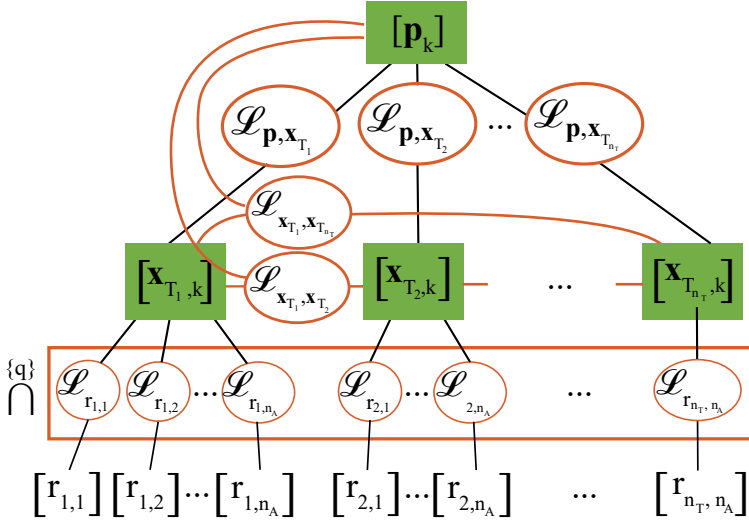 [p_k]
ℒ_{p,x_{T_1}} ℒ_{p,x_{T_2}} ... ℒ_{p,x_{T_{n_T}}}
ℒ_{x_{T_1},x_{T_{n_T}}}
[x_{T_1,k}] ℒ_{x_{T_1},x_{T_2}} [x_{T_2,k}] ... [x_{T_{n_T},k}]
{q}
⋂ ℒ_{r_{1,1}} ℒ_{r_{1,2}} ... ℒ_{r_{1,n_A}} ℒ_{r_{2,1}} ... ℒ_{2,n_A} ... ℒ_{r_{n_T,n_A}}
[r_{1,1}] [r_{1,2}] ... [r_{1,n_A}] [r_{2,1}] ... [r_{2,n_A}] ... [r_{n_T,n_A}]